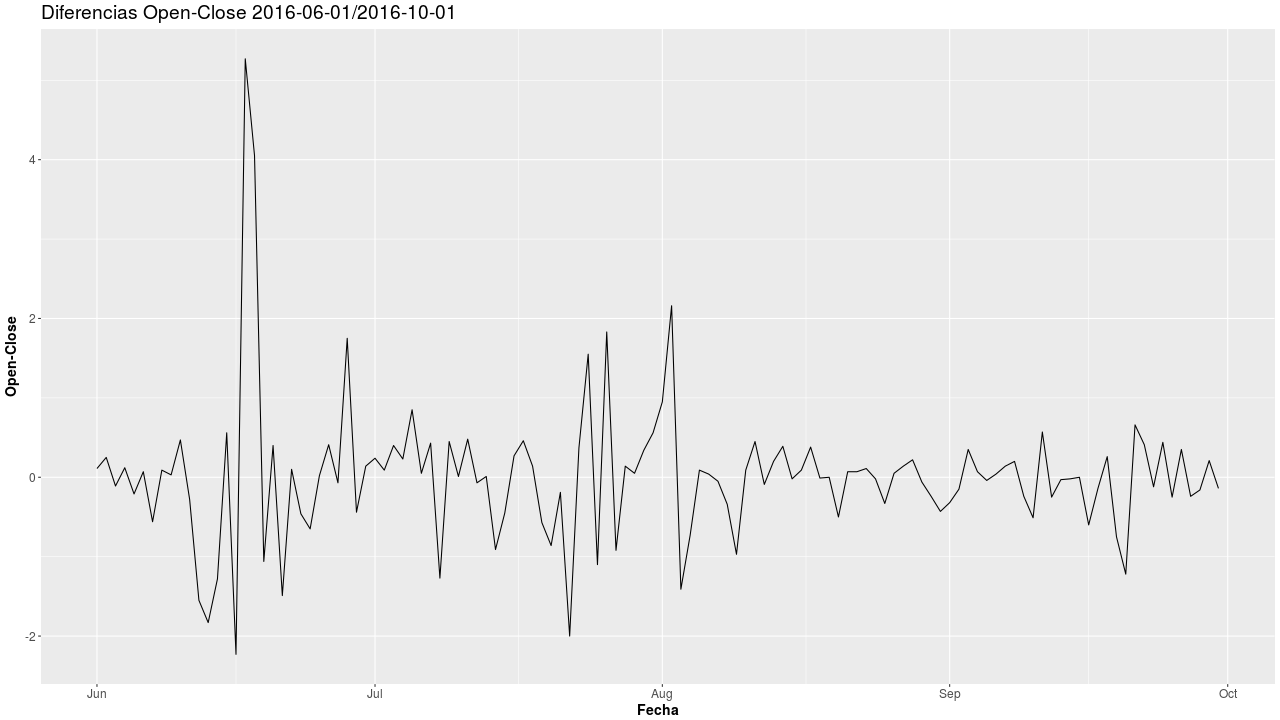 Diferencias Open-Close 2016-06-01/2016-10-01
Open-Close
4
2
0
-2
Jun
Jul
Aug
Sep
Oct
Fecha